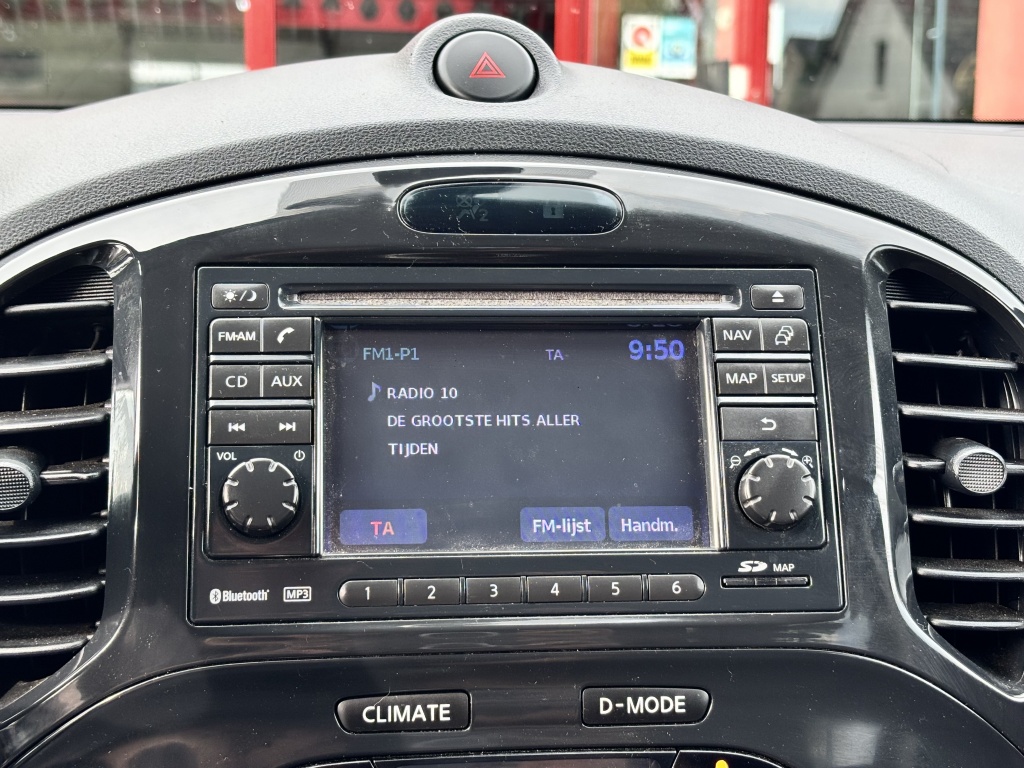 FM·AM
CD AUX
VOL
FM1-P1 TA 9:50
RADIO 10
DE GROOTSTE HITS ALLER
TIJDEN
TA FM-lijst Handm.
NAV
MAP SETUP
Bluetooth MP3 1 2 3 4 5 6 SD MAP
CLIMATE D-MODE